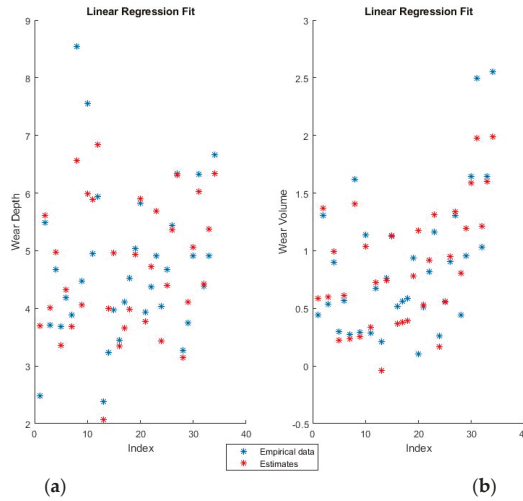 Linear Regression Fit
9
8
7
6
5
4
3
2
0
10
20
30
40
Wear Depth
Index
Linear Regression Fit
3
2.5
2
1.5
1
0.5
0
-0.5
0
10
20
30
40
Wear Volume
Index
Empirical data
Estimates
(a)
(b)